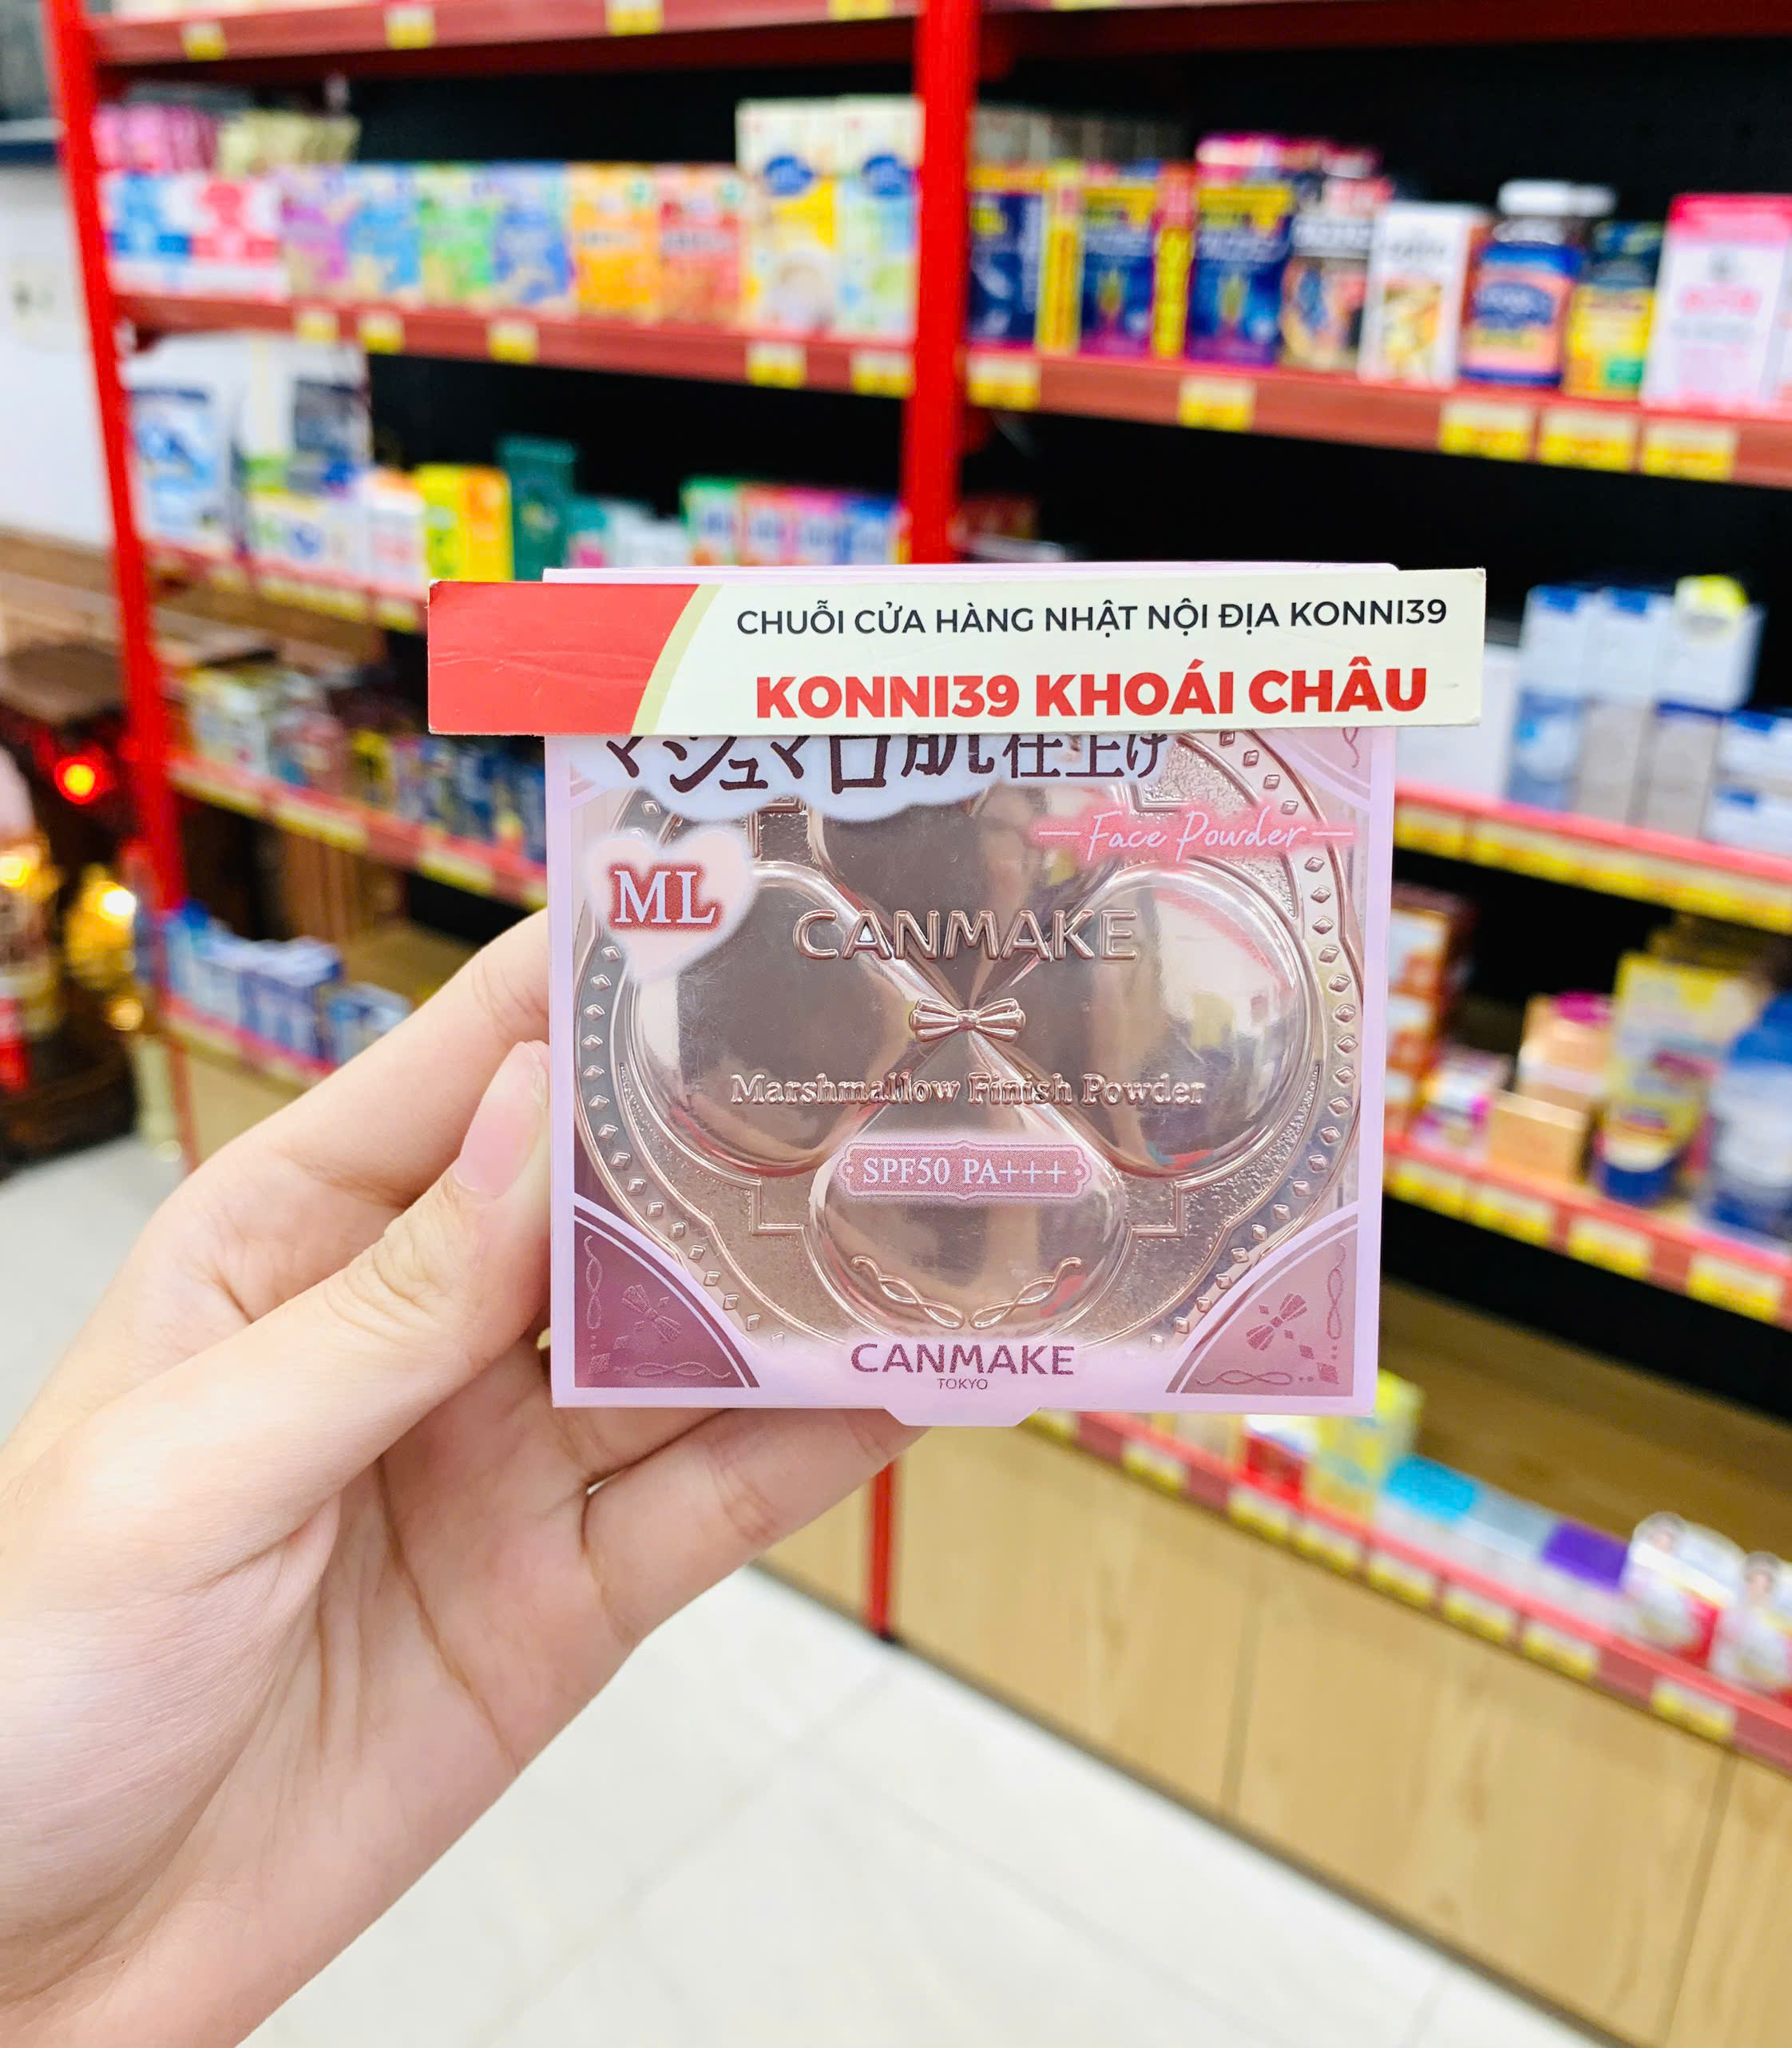 CHUỖI CỬA HÀNG NHẬT NỘI ĐỊA KONNI39
KONNI39 KHOÁI CHÂU
マシュマロ肌仕上げ
Face Powder
ML
CANMAKE
Marshmallow Finish Powder
SPF50 PA+++
CANMAKE
TOKYO